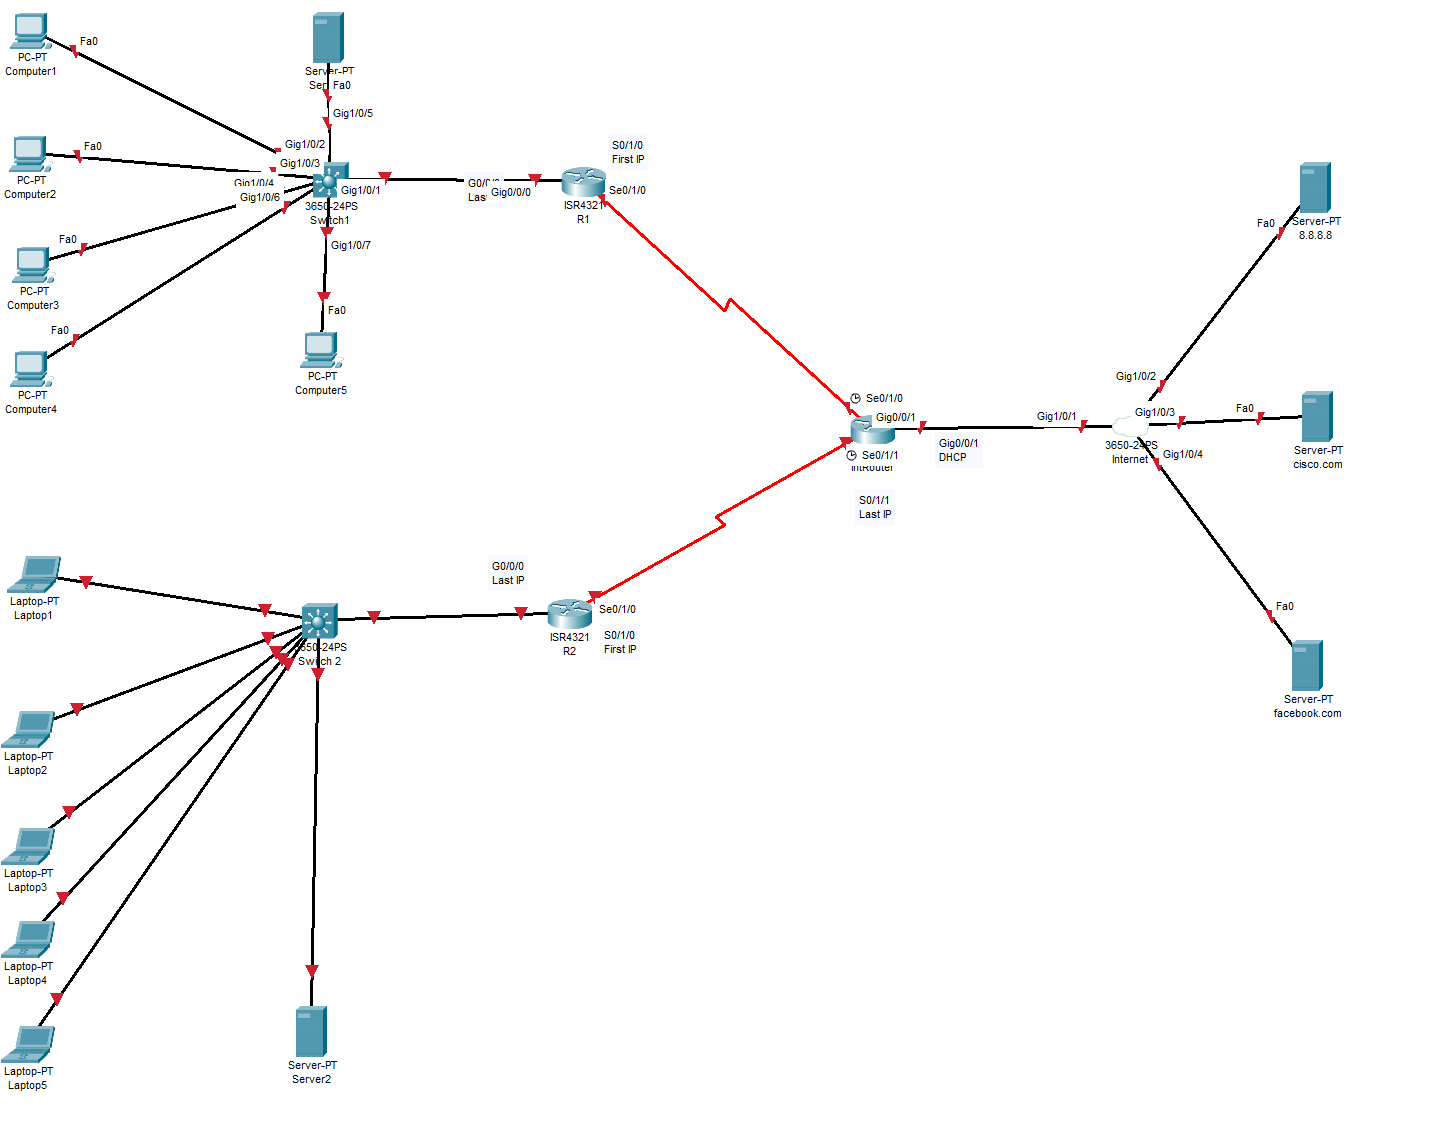 Fa0
PC-PT
Computer1
Server-PT
Ser
Fa0
Gig1/0/5
Gig1/0/2
Fa0
PC-PT
Computer2
Gig1/0/3
Gig1/0/4
Gig1/0/6
Gig1/0/1
3650-24PS
Switch1
Gig1/0/7
Fa0
PC-PT
Computer3
Fa0
PC-PT
Computer4
Fa0
PC-PT
Computer5
Gig0/0/0
S0/1/0
First IP
Se0/1/0
ISR4321
R1
Se0/1/0
Gig0/0/1
Se0/1/1
IntRouter
Gig0/0/1
DHCP
S0/1/1
Last IP
Gig1/0/1
Gig1/0/2
Gig1/0/3
Gig1/0/4
3650-24PS
Internet
Fa0
Server-PT
8.8.8.8
Fa0
Server-PT
cisco.com
Fa0
Server-PT
facebook.com
G0/0/0
Last IP
ISR4321
R2
Se0/1/0
S0/1/0
First IP
Laptop-PT
Laptop1
3650-24PS
Switch 2
Laptop-PT
Laptop2
Laptop-PT
Laptop3
Laptop-PT
Laptop4
Laptop-PT
Laptop5
Server-PT
Server2